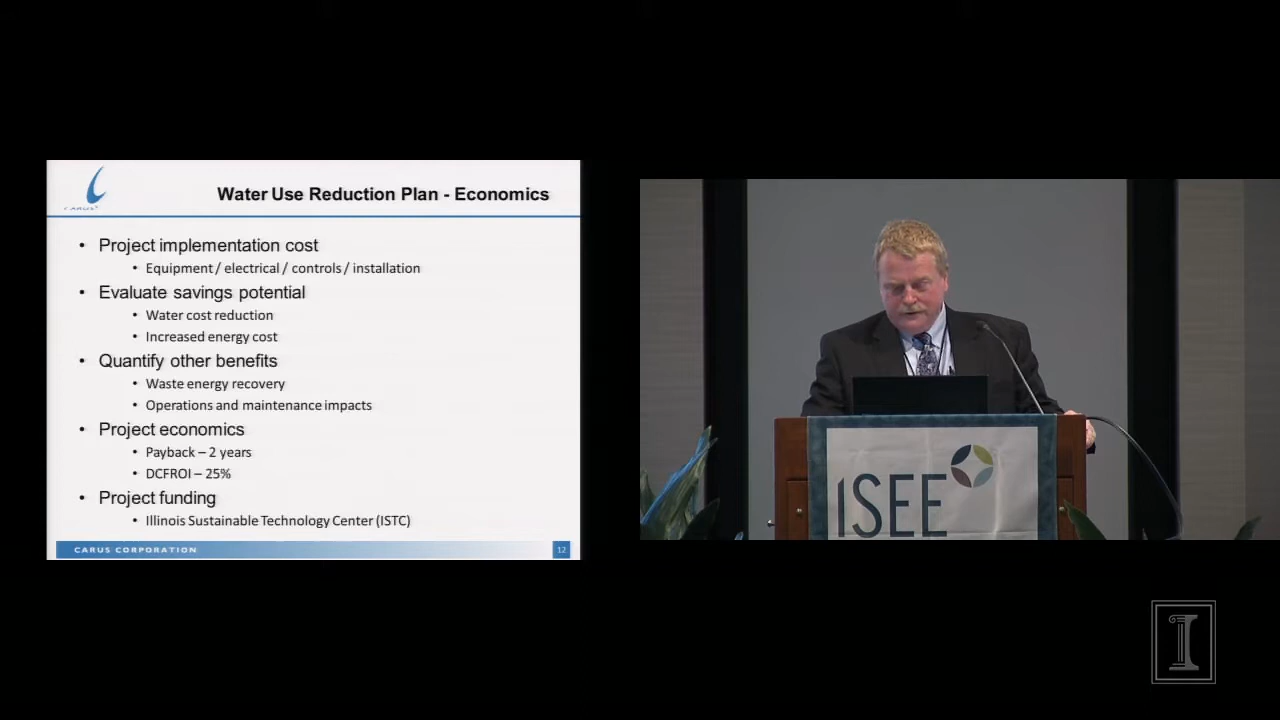 CARUS
Water Use Reduction Plan - Economics
• Project implementation cost
• Equipment / electrical / controls / installation
• Evaluate savings potential
• Water cost reduction
• Increased energy cost
• Quantify other benefits
• Waste energy recovery
• Operations and maintenance impacts
• Project economics
• Payback – 2 years
• DCFROI – 25%
• Project funding
• Illinois Sustainable Technology Center (ISTC)
CARUS CORPORATION
12
ISEE
I